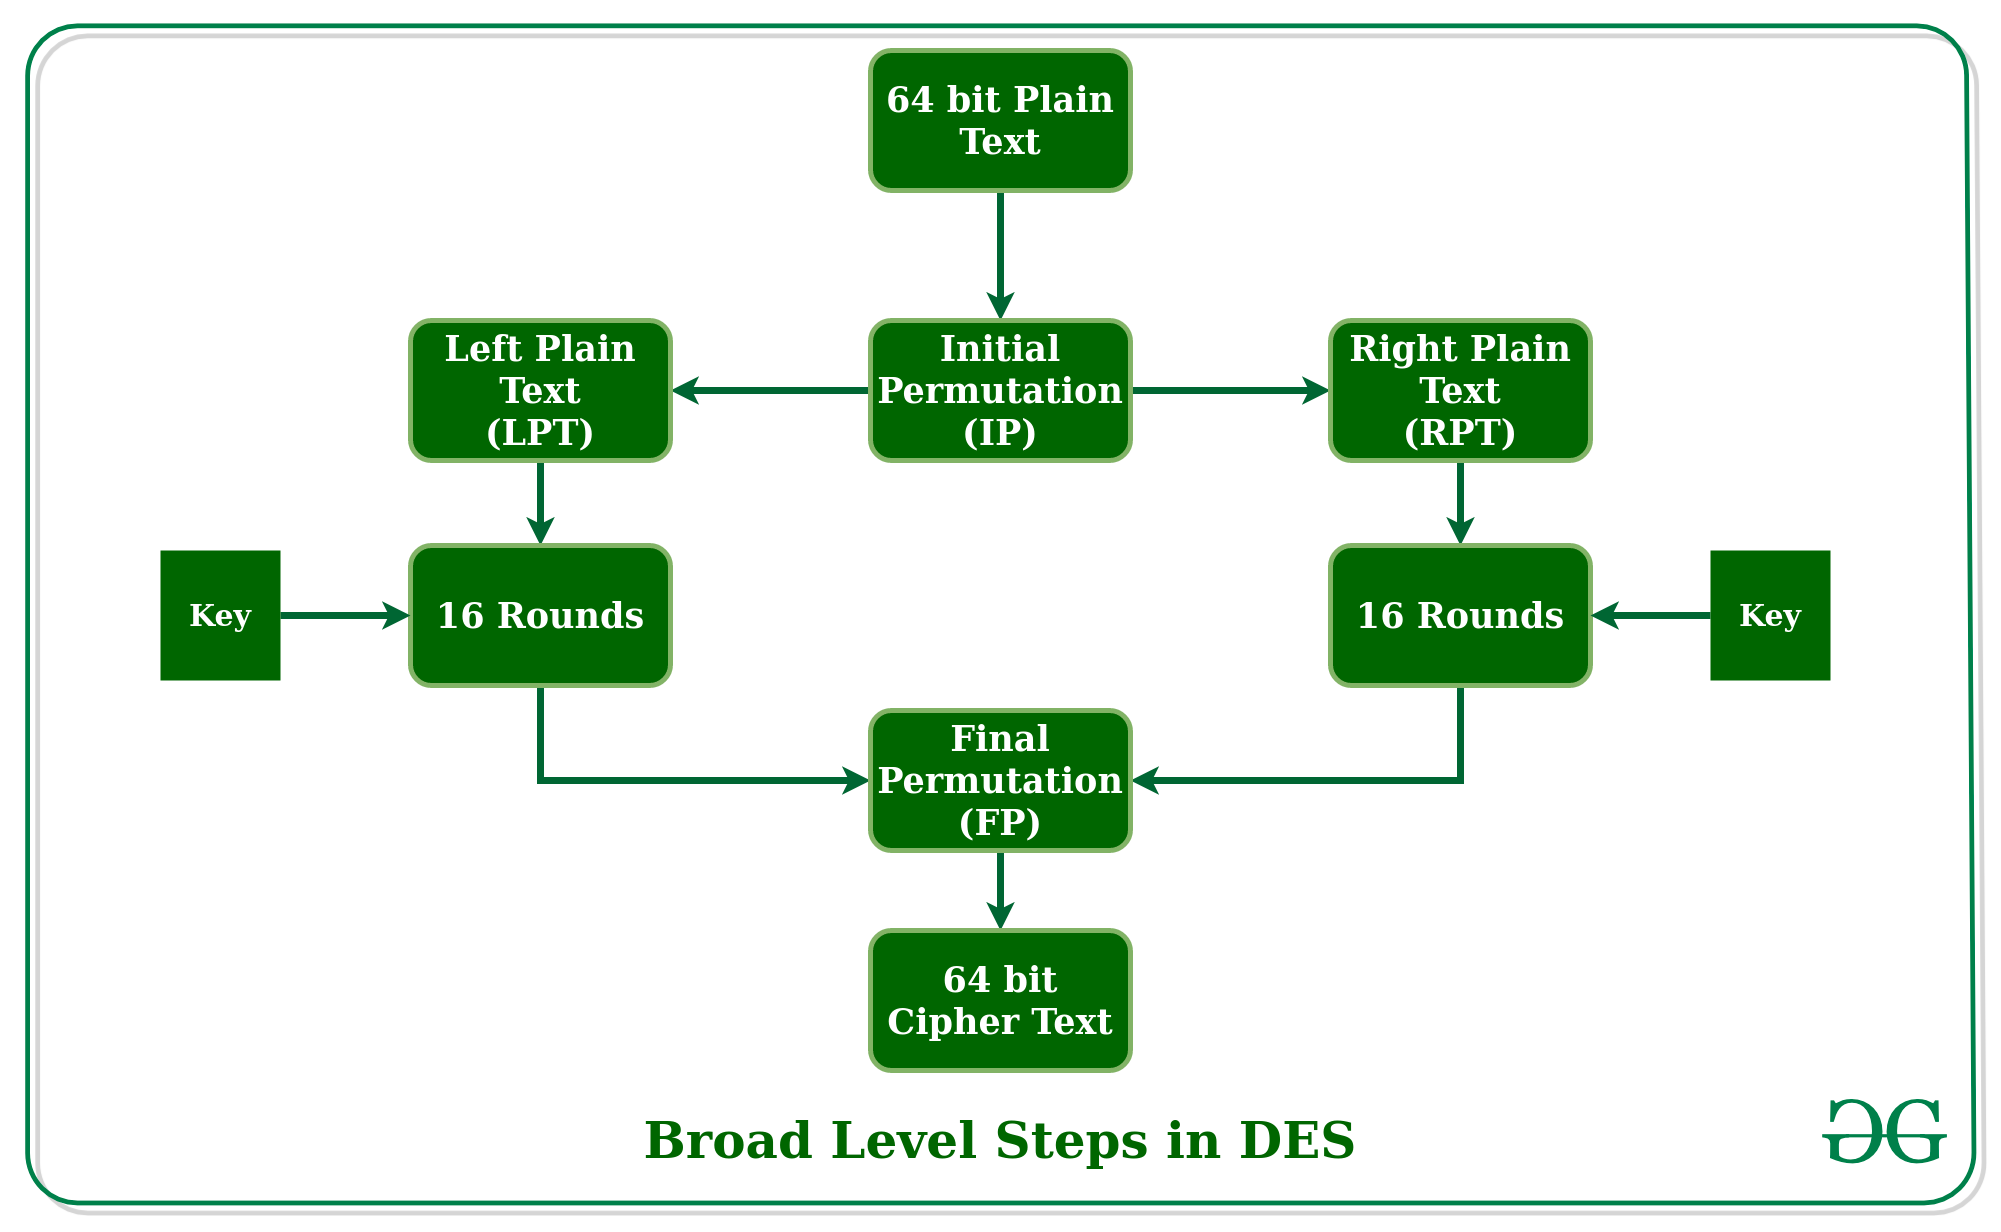 64 bit Plain
Text
Left Plain
Text
(LPT)
Initial
Permutation
(IP)
Right Plain
Text
(RPT)
Key
16 Rounds
16 Rounds
Key
Final
Permutation
(FP)
64 bit
Cipher Text
Broad Level Steps in DES